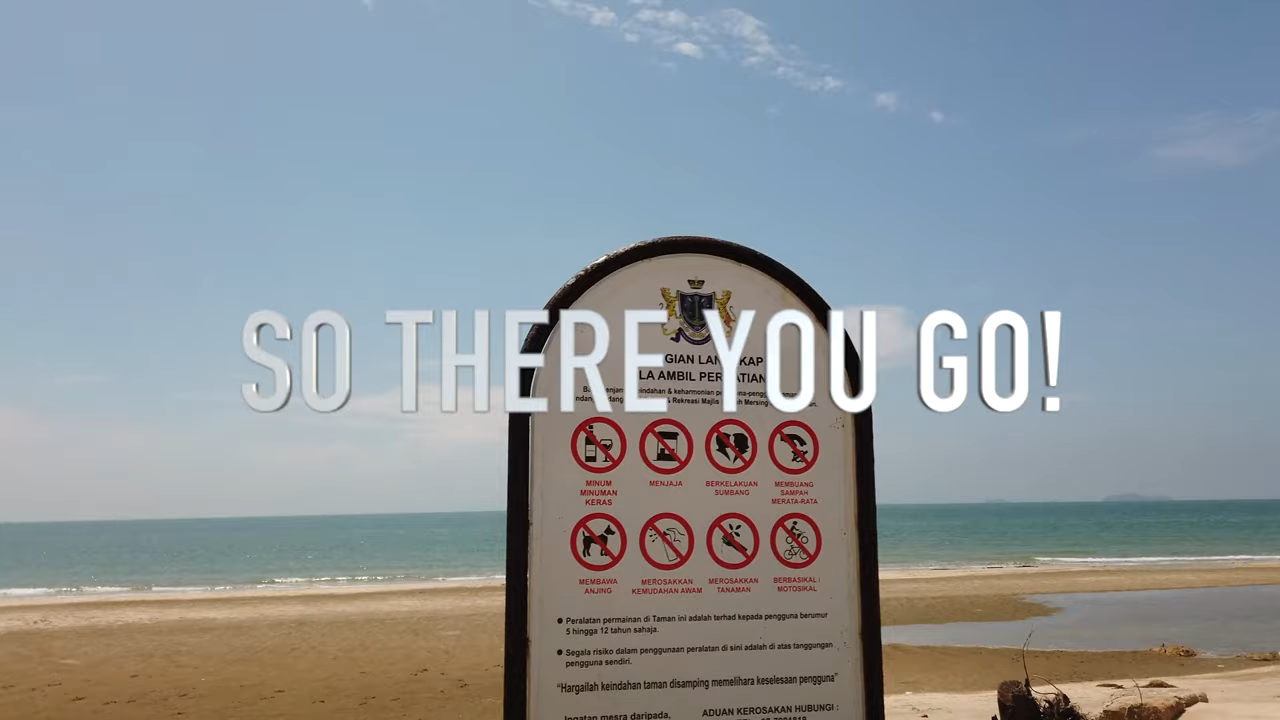 SO THERE YOU GO!
MINUM
MINUMAN
KERAS
MENJAJA
BERKELAKUAN
SUMBANG
MEMBUANG
SAMPAH
MERATA-RATA
MEMBAWA
ANJING
MEROSAKKAN
KEMUDAHAN AWAM
MEROSAKKAN
TANAMAN
BERBASIKAL /
MOTOSIKAL
Peralatan permainan di Taman ini adalah terhad kepada pengguna berumur
5 hingga 12 tahun sahaja.
Segala risiko dalam penggunaan peralatan di sini adalah di atas tanggungan
pengguna sendiri.
"Hargailah keindahan taman disamping memelihara keselesaan pengguna"
Ingatan mesra daripada,
ADUAN KEROSAKAN HUBUNGI :